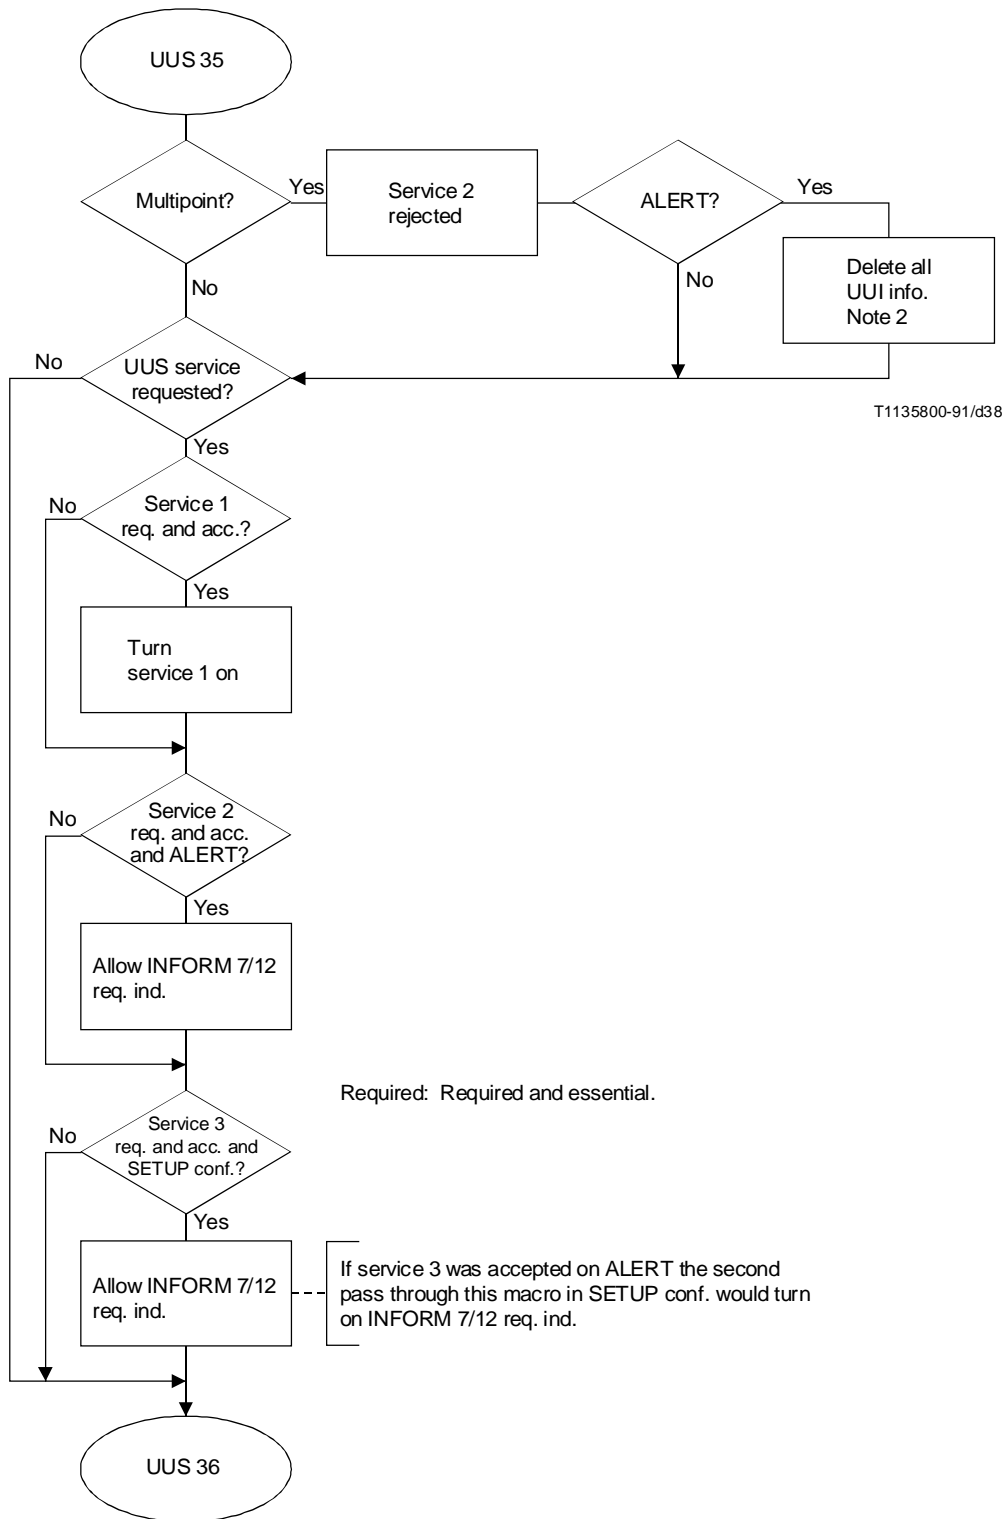 UUS 35
Multipoint?
Yes
Service 2
rejected
ALERT?
Yes
No
No
Delete all
UUI info.
Note 2
No
UUS service
requested?
T1135800-91/d38
Yes
No
Service 1
req. and acc.?
Yes
Turn
service 1 on
No
Service 2
req. and acc.
and ALERT?
Yes
Allow INFORM 7/12
req. ind.
Required: Required and essential.
No
Service 3
req. and acc. and
SETUP conf.?
Yes
Allow INFORM 7/12
req. ind.
If service 3 was accepted on ALERT the second
pass through this macro in SETUP conf. would turn
on INFORM 7/12 req. ind.
UUS 36